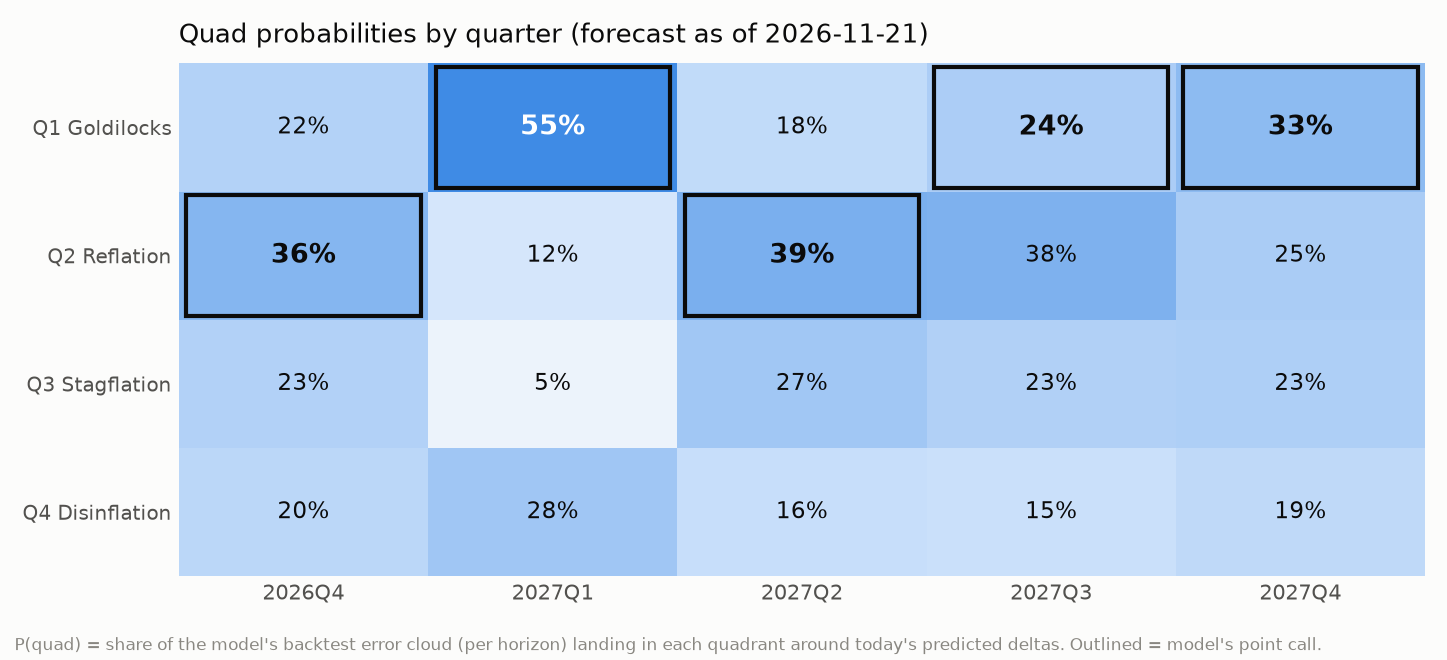 Quad probabilities by quarter (forecast as of 2026-11-21)
Q1 Goldilocks 22% 55% 18% 24% 33%
Q2 Reflation 36% 12% 39% 38% 25%
Q3 Stagflation 23% 5% 27% 23% 23%
Q4 Disinflation 20% 28% 16% 15% 19%
2026Q4 2027Q1 2027Q2 2027Q3 2027Q4
P(quad) = share of the model's backtest error cloud (per horizon) landing in each quadrant around today's predicted deltas. Outlined = model's point call.